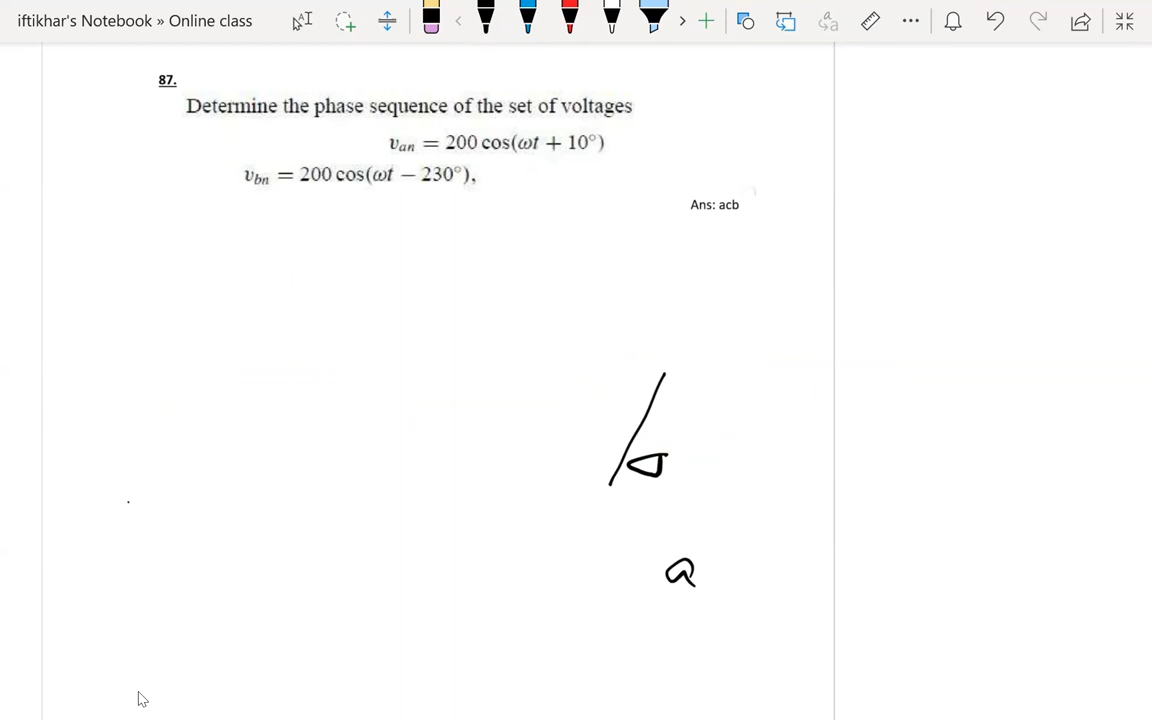 iftikhar's Notebook » Online class
87.
Determine the phase sequence of the set of voltages
v_an = 200 cos(ωt + 10°)
v_bn = 200 cos(ωt − 230°),
Ans: acb
a